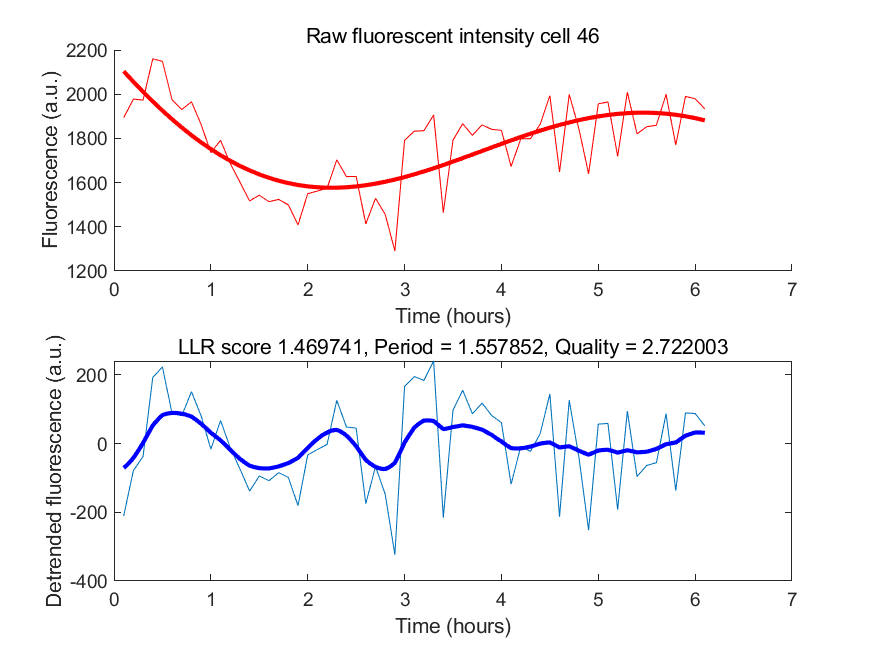 Raw fluorescent intensity cell 46
2200
2000
1800
1600
1400
1200
Fluorescence (a.u.)
0 1 2 3 4 5 6 7
Time (hours)
LLR score 1.469741, Period = 1.557852, Quality = 2.722003
200
0
-200
-400
Detrended fluorescence (a.u.)
0 1 2 3 4 5 6 7
Time (hours)